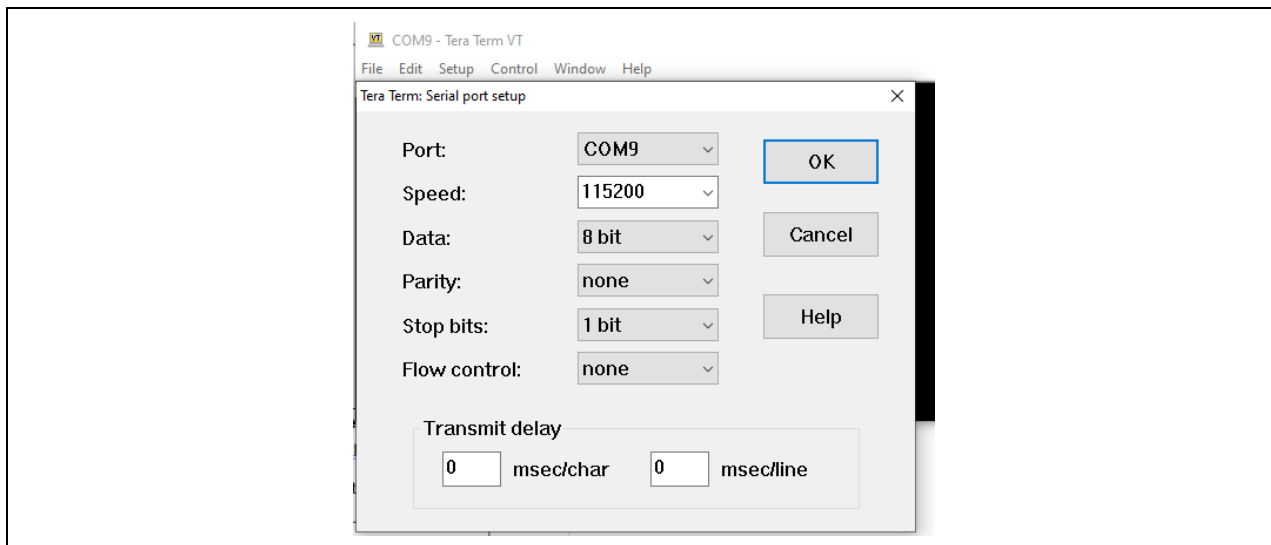 COM9 - Tera Term VT
File Edit Setup Control Window Help
Tera Term: Serial port setup
Port: COM9
OK
Speed: 115200
Data: 8 bit
Cancel
Parity: none
Stop bits: 1 bit
Help
Flow control: none
Transmit delay
0 msec/char 0 msec/line